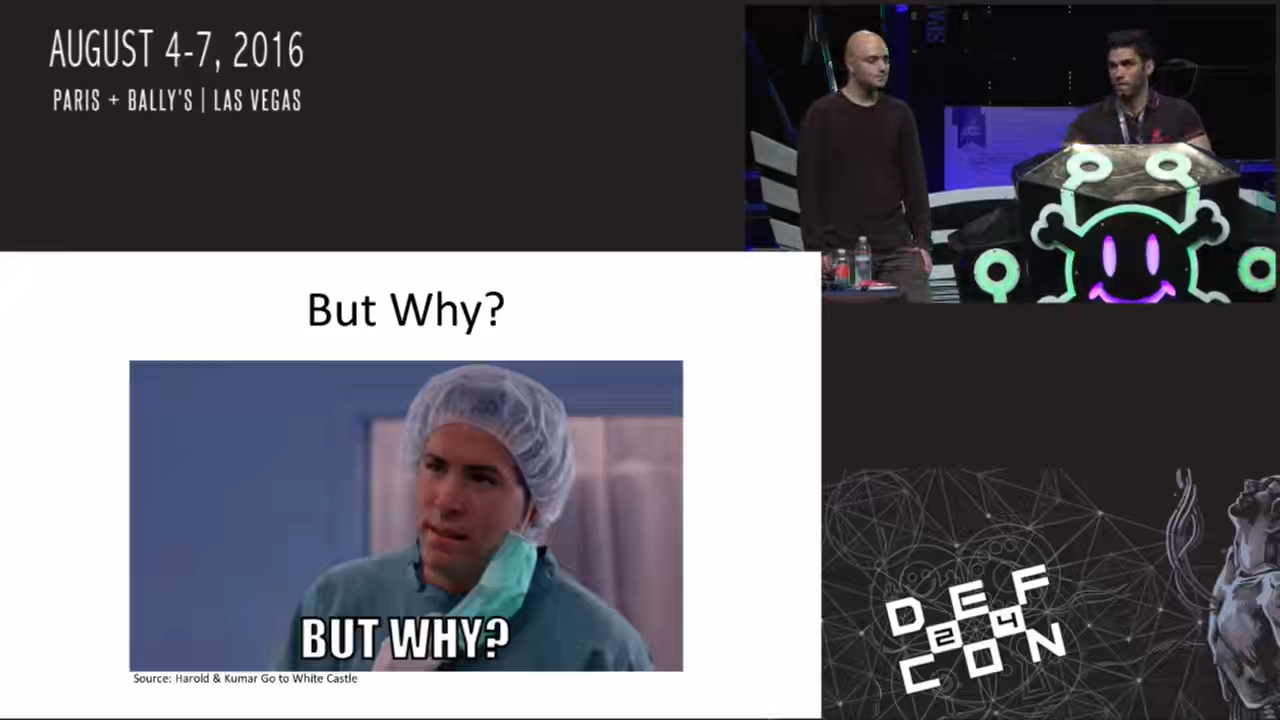 AUGUST 4-7, 2016
PARIS + BALLY'S | LAS VEGAS
But Why?
BUT WHY?
Source: Harold & Kumar Go to White Castle
DEF
24
CON